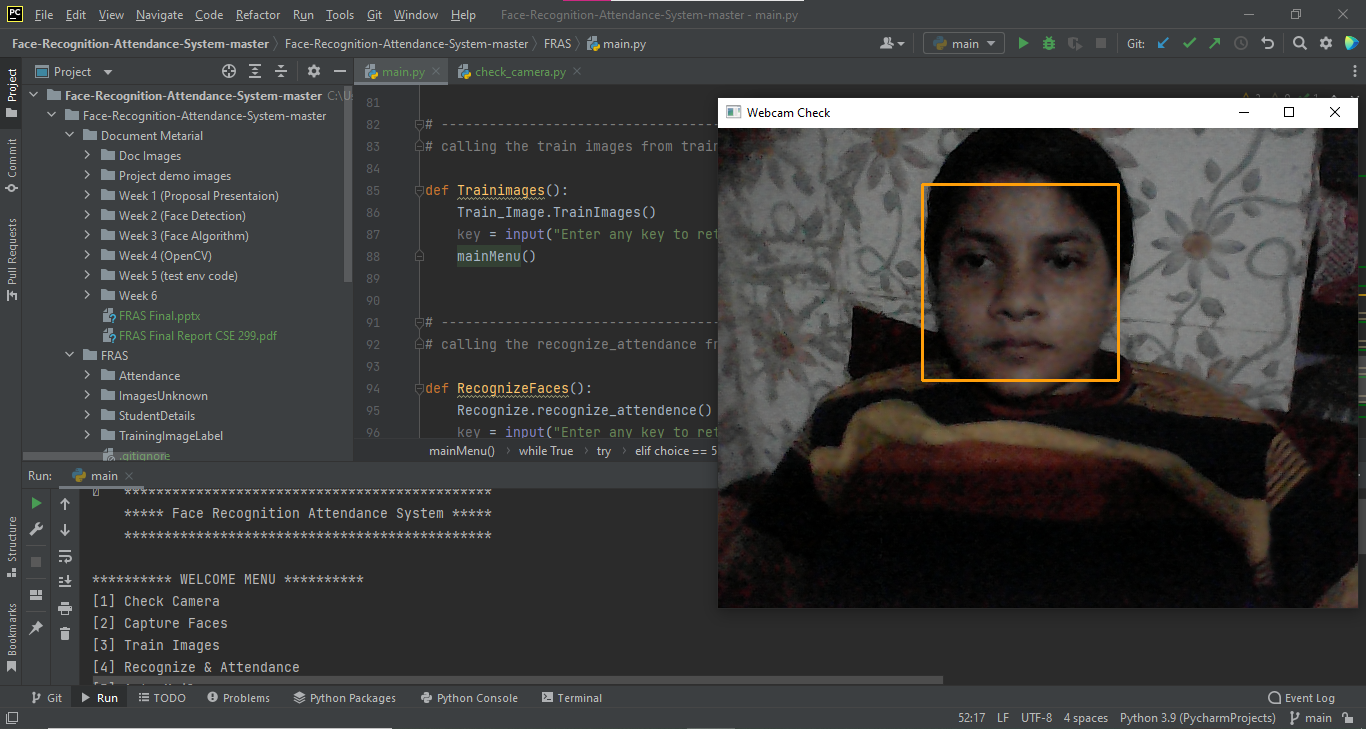 PC File Edit View Navigate Code Refactor Run Tools Git Window Help Face-Recognition-Attendance-System-master - main.py
Face-Recognition-Attendance-System-master Face-Recognition-Attendance-System-master FRAS main.py main Git:
Project main.py check_camera.py
Project
Commit
Pull Requests
Structure
Bookmarks
Face-Recognition-Attendance-System-master C:\Us
Face-Recognition-Attendance-System-master
Document Metarial
Doc Images
Project demo images
Week 1 (Proposal Presentaion)
Week 2 (Face Detection)
Week 3 (Face Algorithm)
Week 4 (OpenCV)
Week 5 (test env code)
Week 6
FRAS Final.pptx
FRAS Final Report CSE 299.pdf
FRAS
Attendance
ImagesUnknown
StudentDetails
TrainingImageLabel
.gitignore
81
82 # ----------------------------------
83 # calling the train images from train
84
85 def Trainimages():
86 Train_Image.TrainImages()
87 key = input("Enter any key to ret
88 mainMenu()
89
90
91 # ----------------------------------
92 # calling the recognize_attendance fr
93
94 def RecognizeFaces():
95 Recognize.recognize_attendence()
96 key = input("Enter any key to ret
mainMenu() while True try elif choice == 5
Webcam Check
Run: main
**********************************************
***** Face Recognition Attendance System *****
**********************************************
********** WELCOME MENU **********
[1] Check Camera
[2] Capture Faces
[3] Train Images
[4] Recognize & Attendance
Git Run TODO Problems Python Packages Python Console Terminal Event Log
52:17 LF UTF-8 4 spaces Python 3.9 (PycharmProjects) main